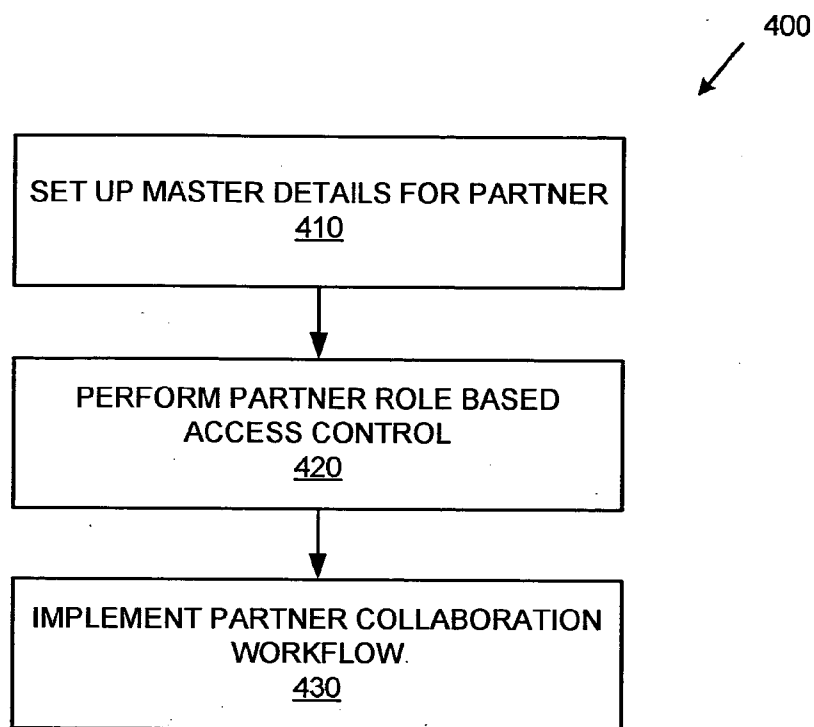 400
SET UP MASTER DETAILS FOR PARTNER
410
PERFORM PARTNER ROLE BASED
ACCESS CONTROL
420
IMPLEMENT PARTNER COLLABORATION
WORKFLOW.
430